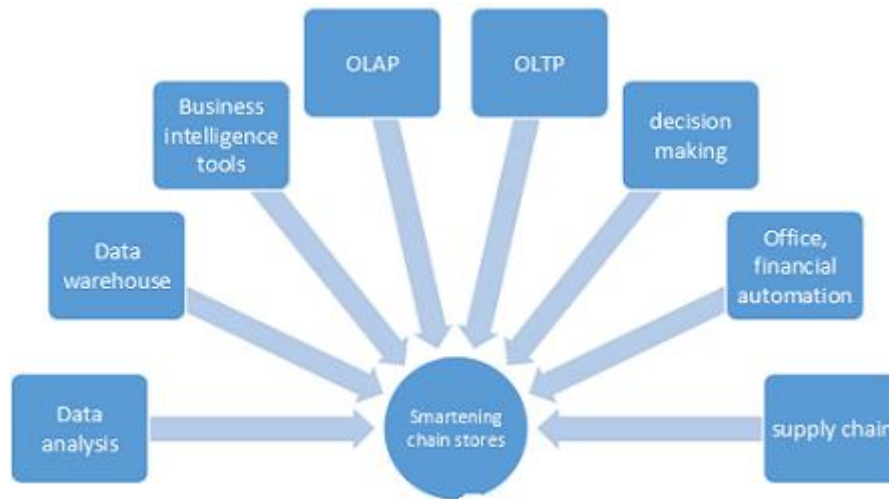 OLAP
OLTP
Business
intelligence
tools
decision
making
Data
warehouse
Office,
financial
automation
Data
analysis
Smartening
chain stores
supply chain